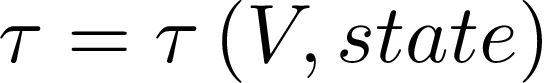 τ = τ (V, state)